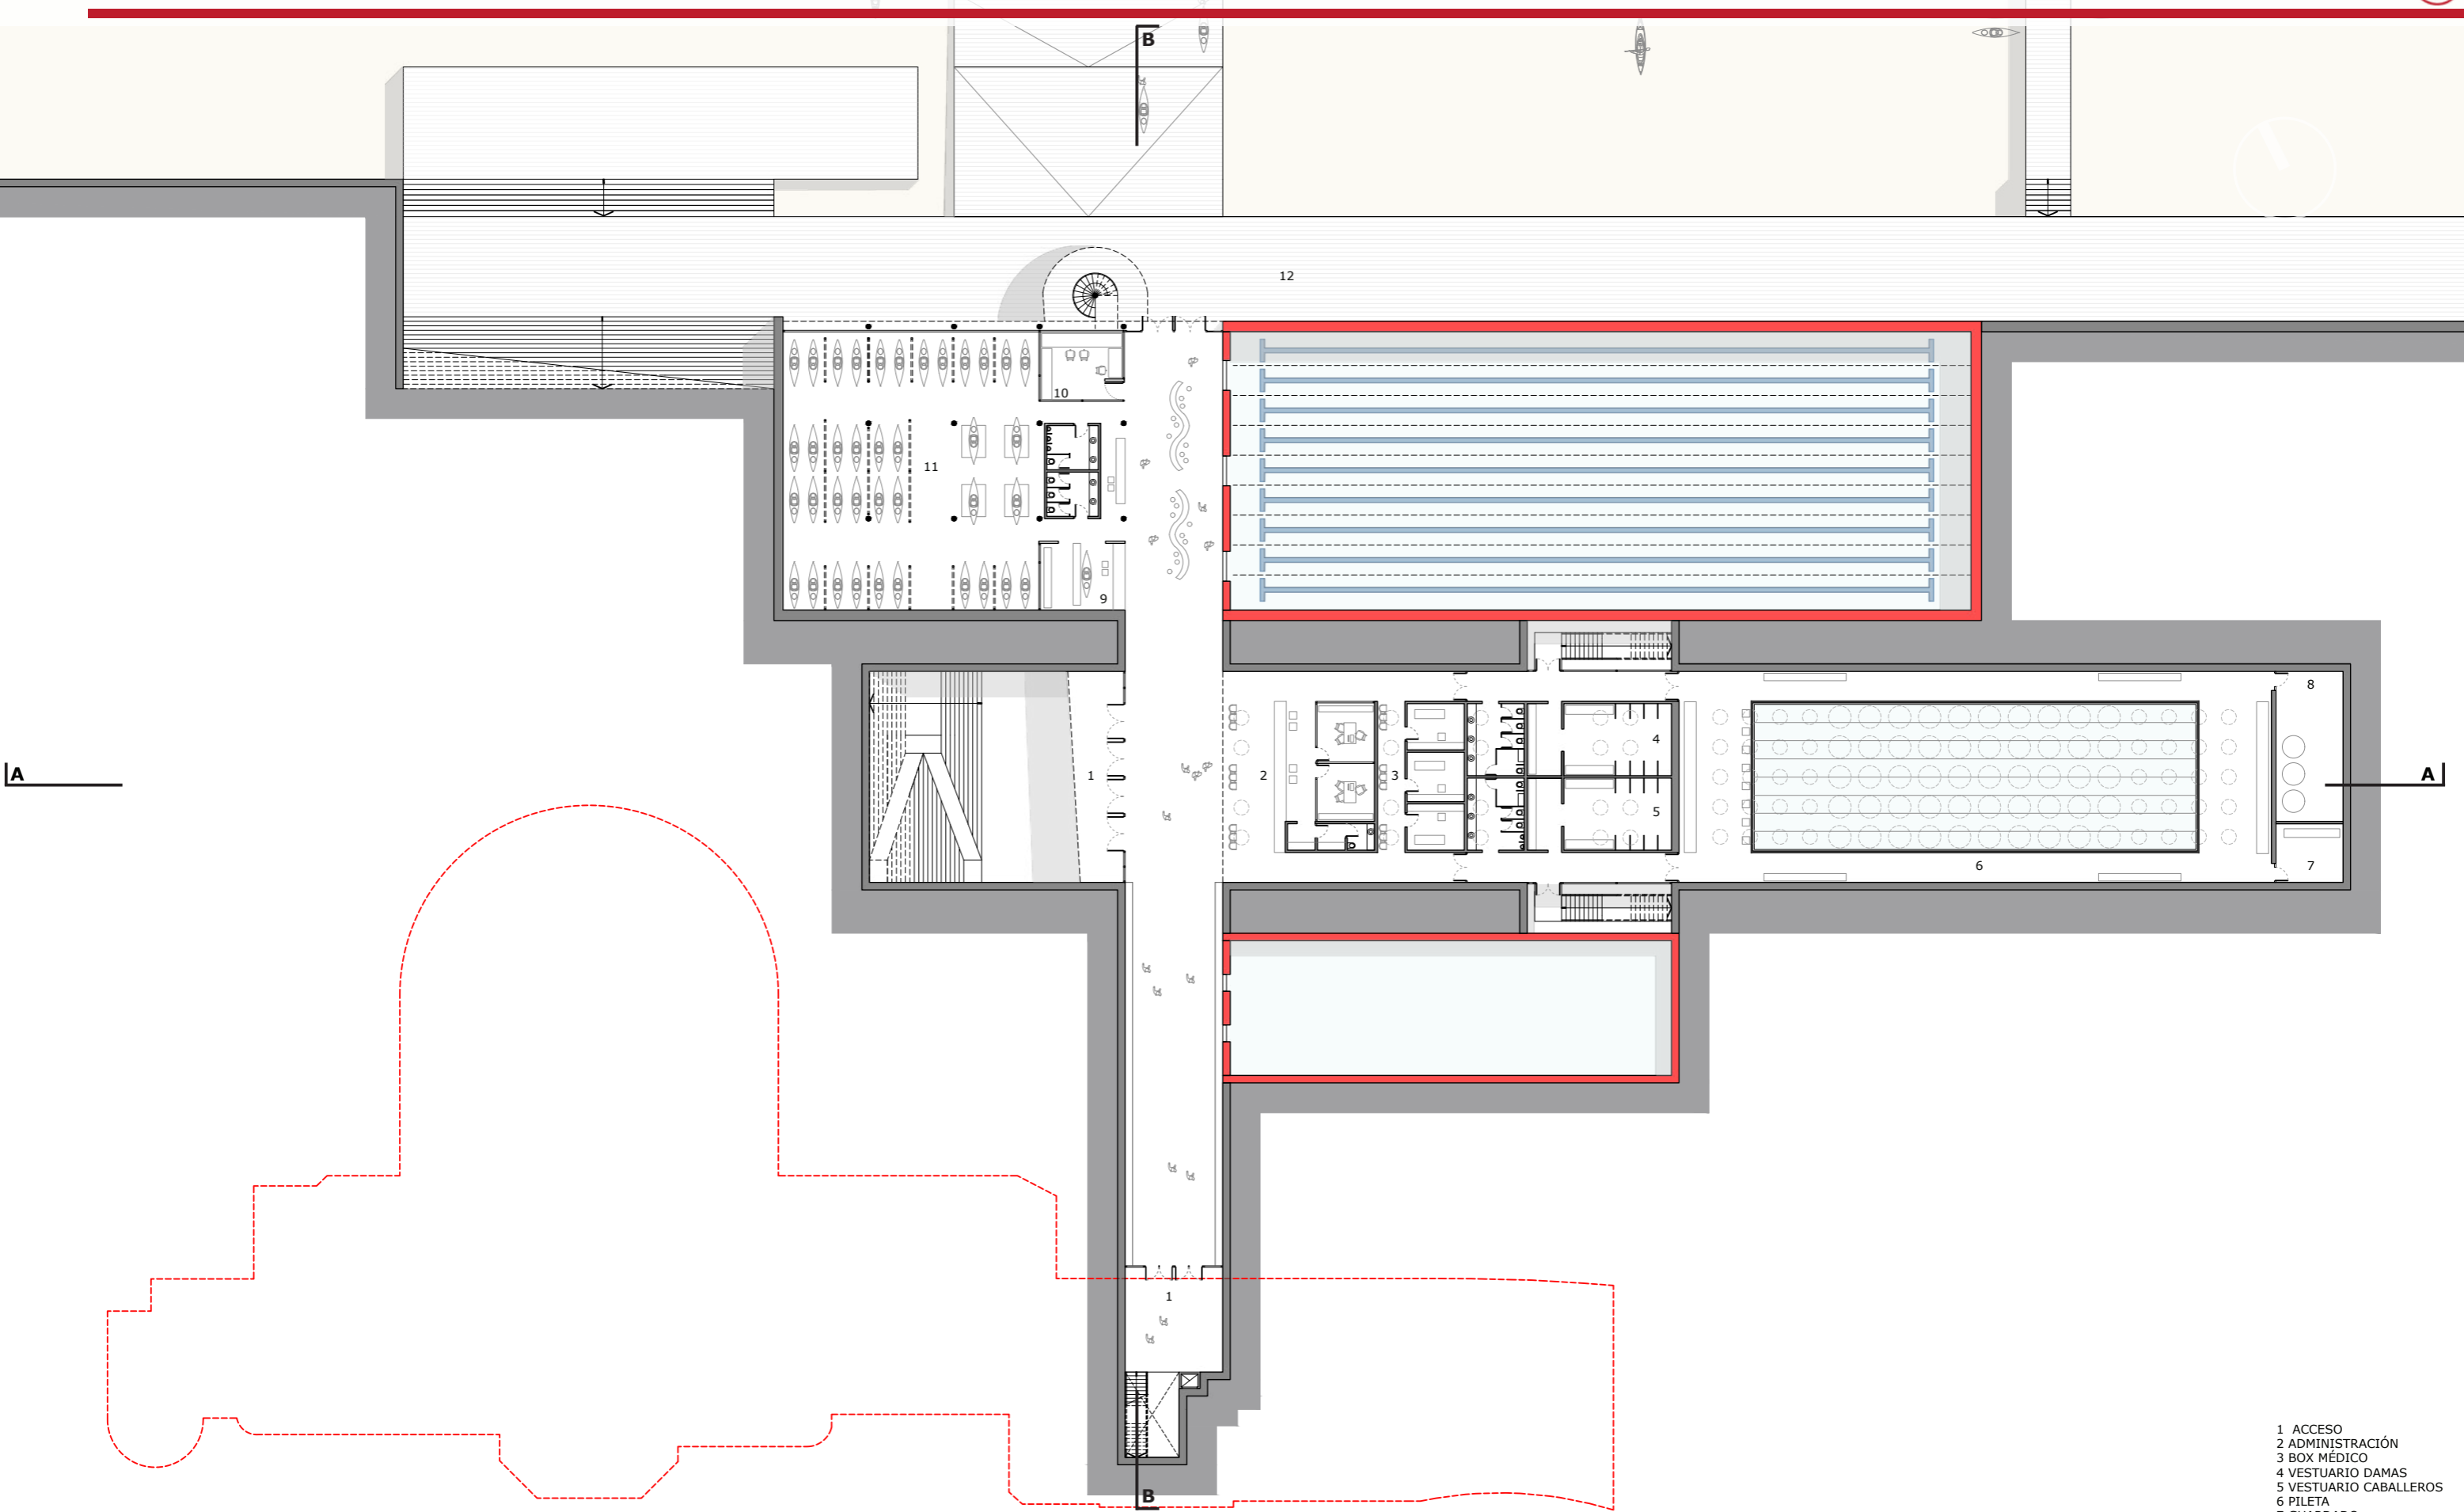 B
12
10
11
9
8
1
2
3
4
A
A
5
6
7
1
B
1 ACCESO
2 ADMINISTRACIÓN
3 BOX MÉDICO
4 VESTUARIO DAMAS
5 VESTUARIO CABALLEROS
6 PILETA